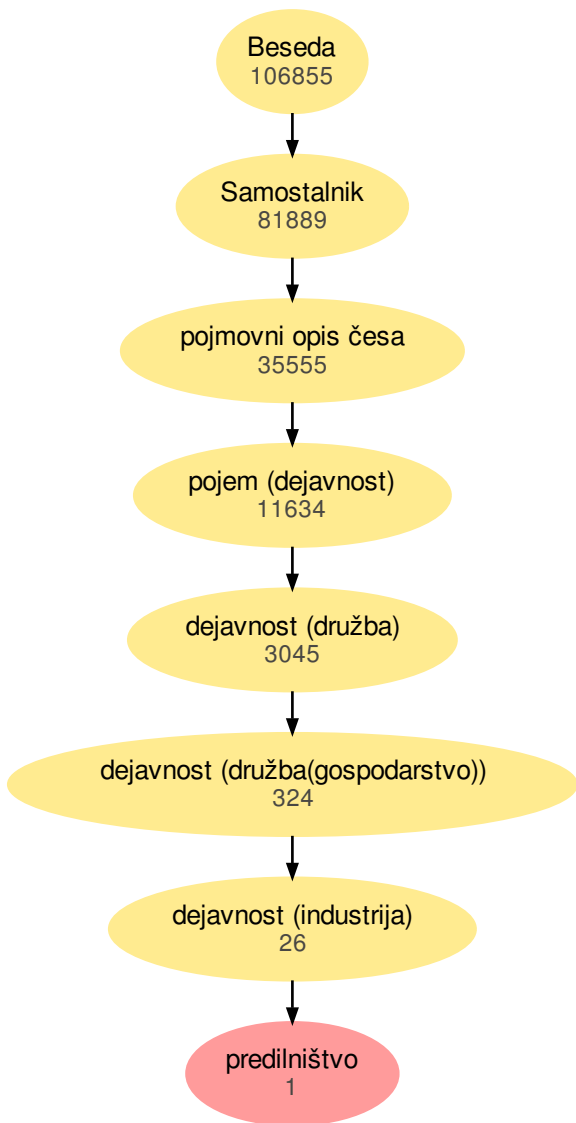 Beseda
106855
Samostalnik
81889
pojmovni opis česa
35555
pojem (dejavnost)
11634
dejavnost (družba)
3045
dejavnost (družba(gospodarstvo))
324
dejavnost (industrija)
26
predilništvo
1